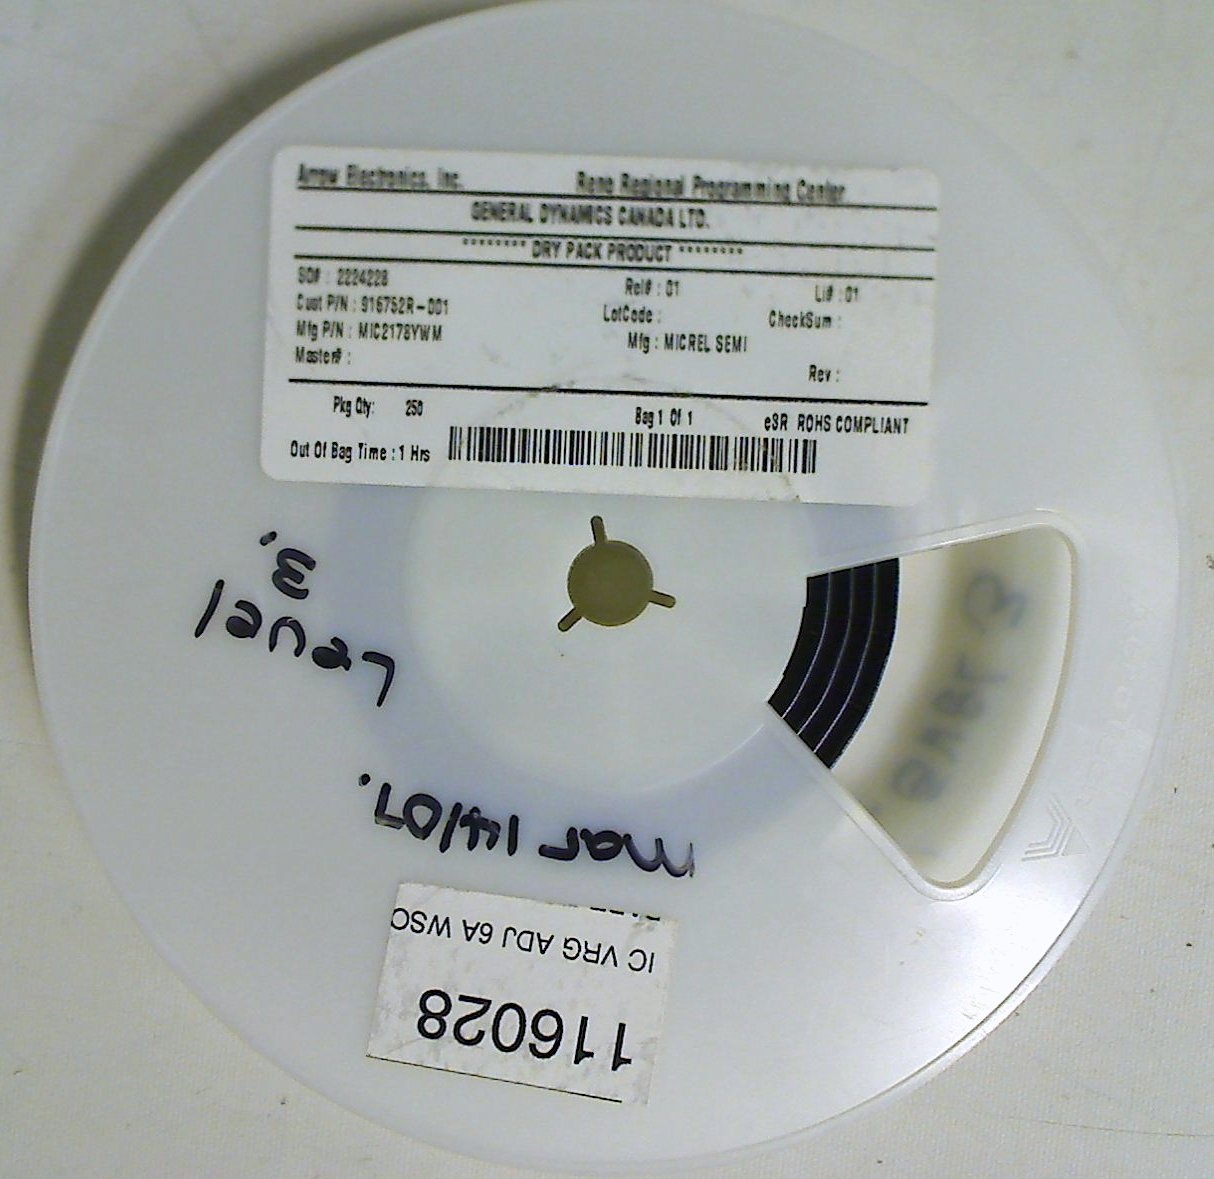 Arrow Electronics, Inc. Reno Regional Programming Center
GENERAL DYNAMICS CANADA LTD.
******** DRY PACK PRODUCT ********
SO# : 2224228 Rel# : 01 LI# : 01
Cust P/N : 916752R-001 LotCode : CheckSum :
Mfg P/N : MIC2178YWM Mfg : MICREL SEMI
Master# : Rev :
Pkg Qty: 250 Bag 1 Of 1 e3R ROHS COMPLIANT
Out Of Bag Time : 1 Hrs
Level
3.
Mar 14/07.
IC VRG ADJ 6A WSO
116028